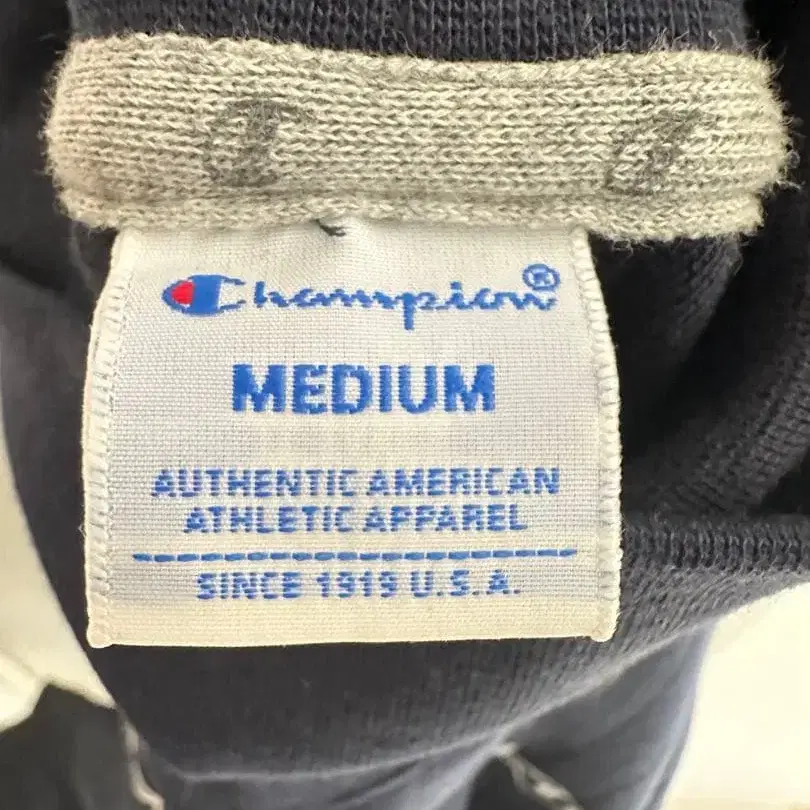 Champion®
MEDIUM
AUTHENTIC AMERICAN
ATHLETIC APPAREL
SINCE 1919 U.S.A.